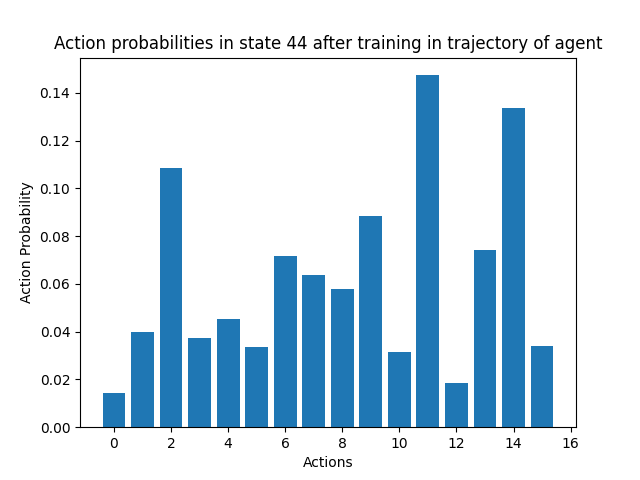 Action probabilities in state 44 after training in trajectory of agent
0.14
0.12
0.10
0.08
0.06
0.04
0.02
0.00
Action Probability
0 2 4 6 8 10 12 14 16
Actions